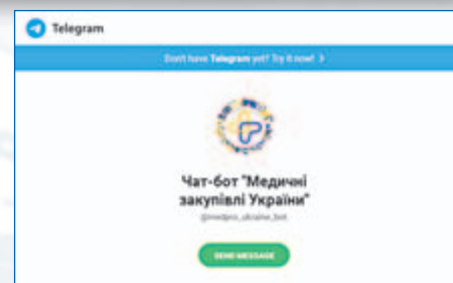 Telegram
Don't have Telegram yet? Try it now!
Чат-бот "Медичні
закупівлі України"
@medpro_ukraine_bot
SEND MESSAGE